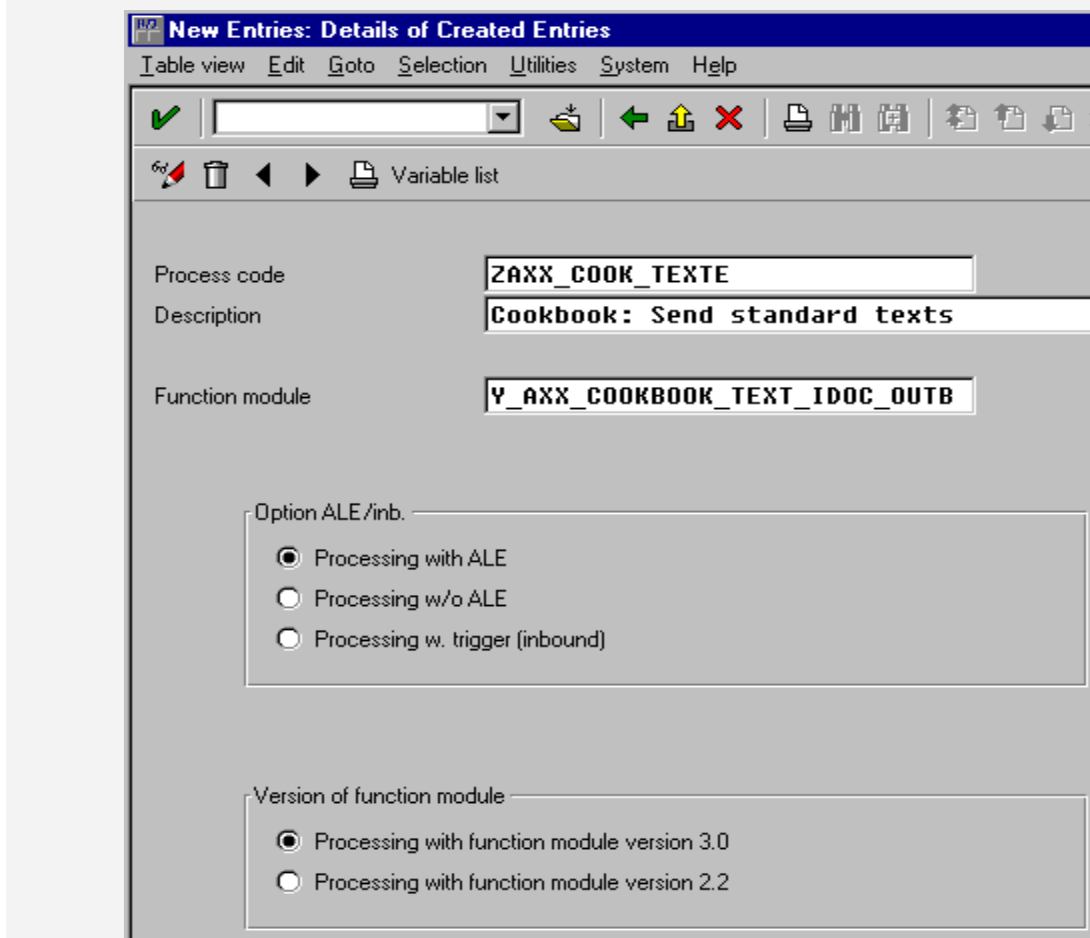 New Entries: Details of Created Entries
Table view Edit Goto Selection Utilities System Help
Variable list
Process code ZAXX_COOK_TEXTE
Description Cookbook: Send standard texts
Function module Y_AXX_COOKBOOK_TEXT_IDOC_OUTB
Option ALE/inb.
Processing with ALE
Processing w/o ALE
Processing w. trigger (inbound)
Version of function module
Processing with function module version 3.0
Processing with function module version 2.2